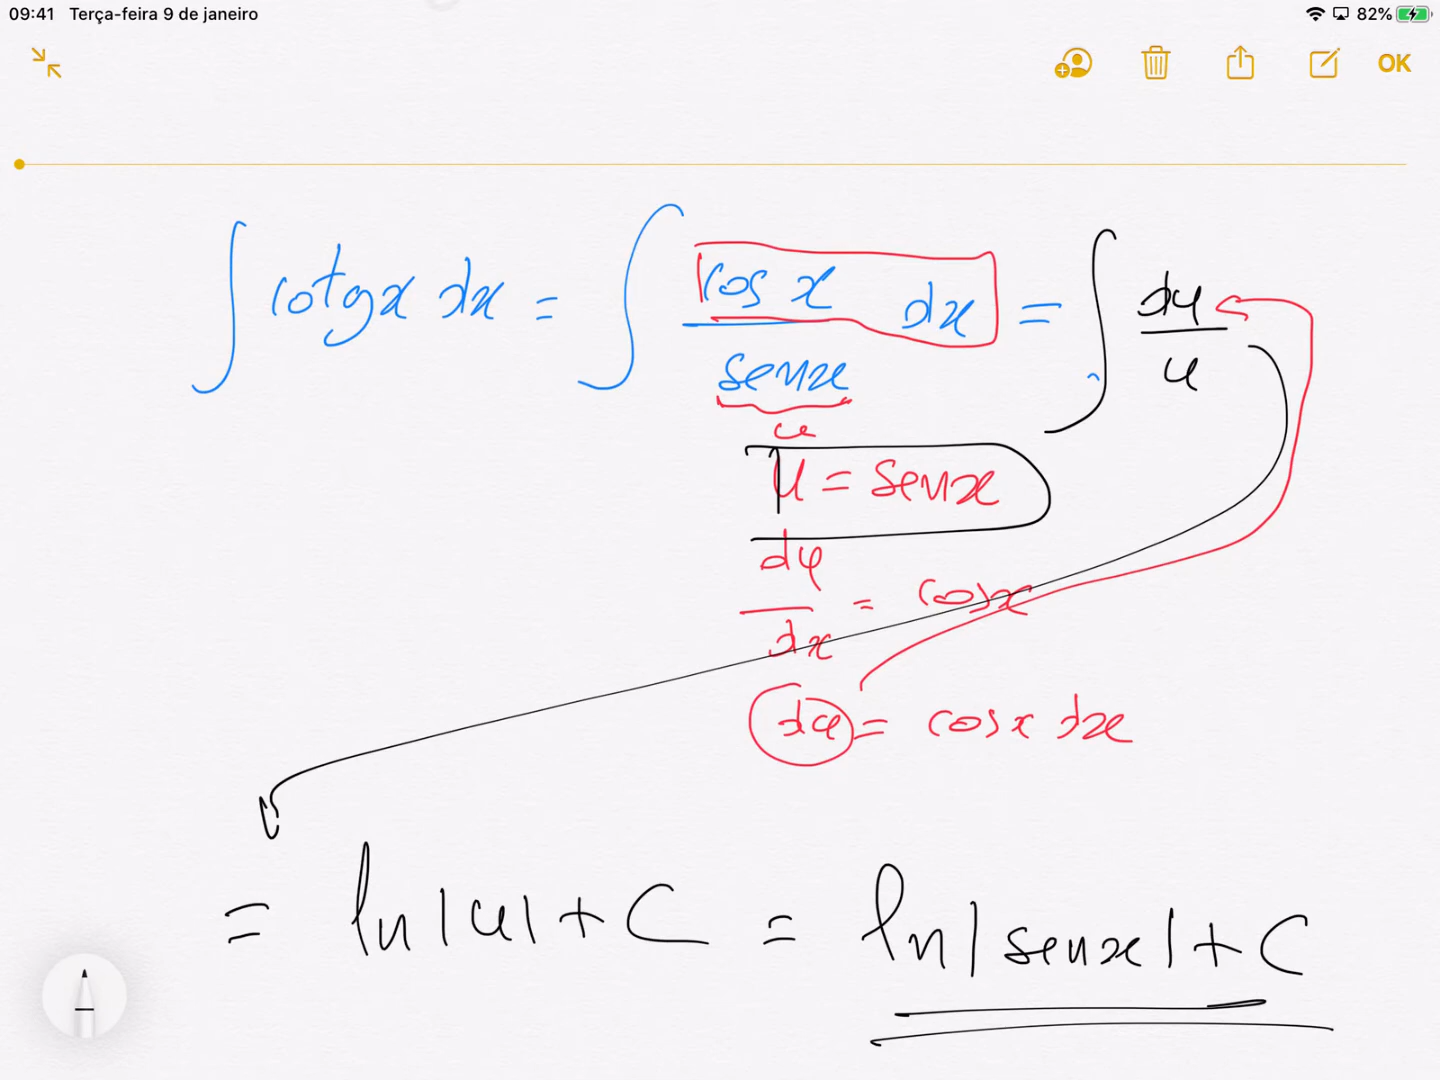 09:41 Terça-feira 9 de janeiro 82%
OK
∫ cotgx dx = ∫ cos x / senx dx = ∫ du / u
u
u = senx
du / dx = cosx
du = cosx dx
= ln|u| + C = ln|senx| + C